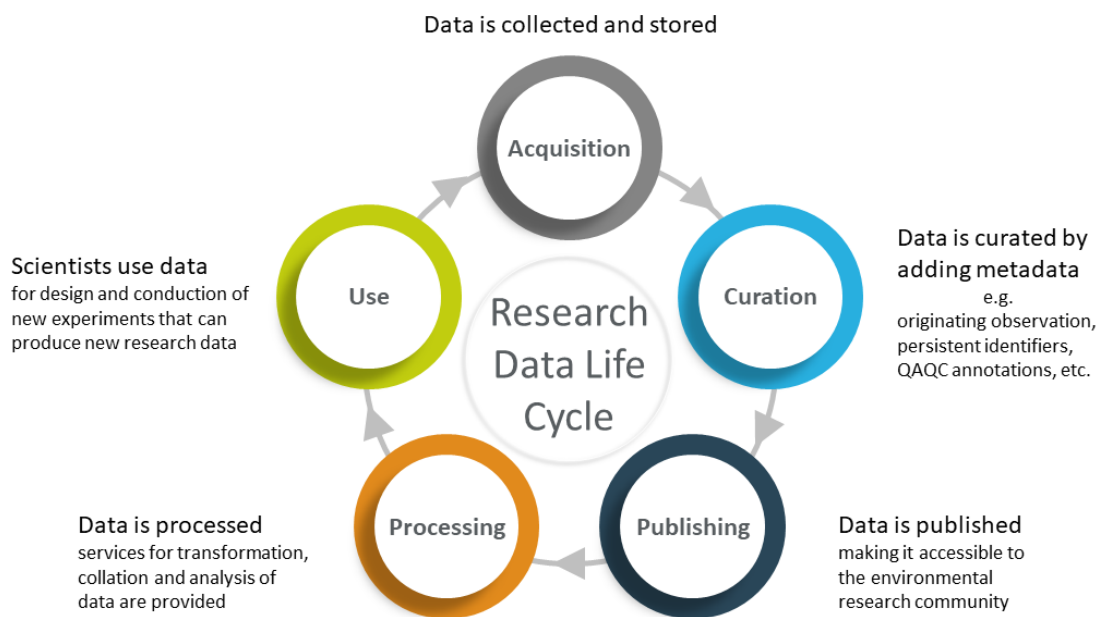 Data is collected and stored
Acquisition
Curation
Data is curated by
adding metadata
e.g.
originating observation,
persistent identifiers,
QAQC annotations, etc.
Publishing
Data is published
making it accessible to
the environmental
research community
Processing
Data is processed
services for transformation,
collation and analysis of
data are provided
Use
Scientists use data
for design and conduction of
new experiments that can
produce new research data
Research
Data Life
Cycle